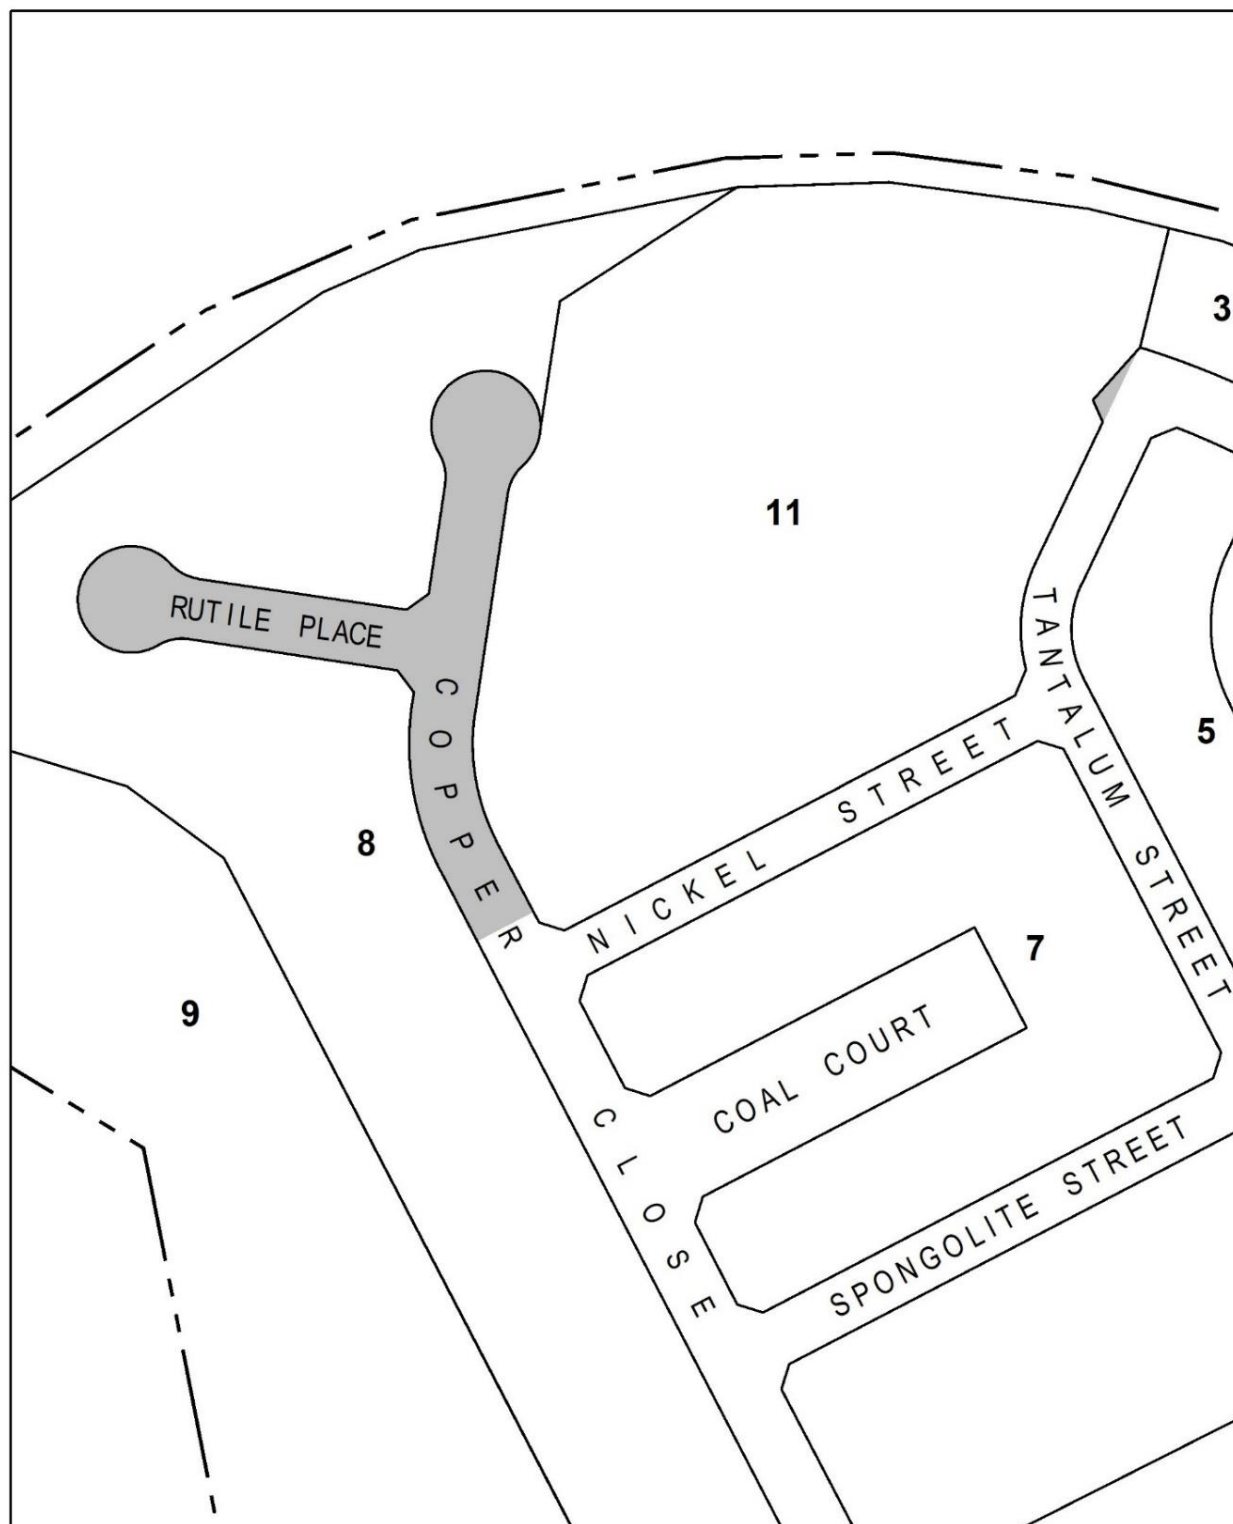 3
11
RUTILE PLACE
TANTALUM STREET
5
NICKEL STREET
COPPER CLOSE
8
7
9
COAL COURT
SPONGOLITE STREET